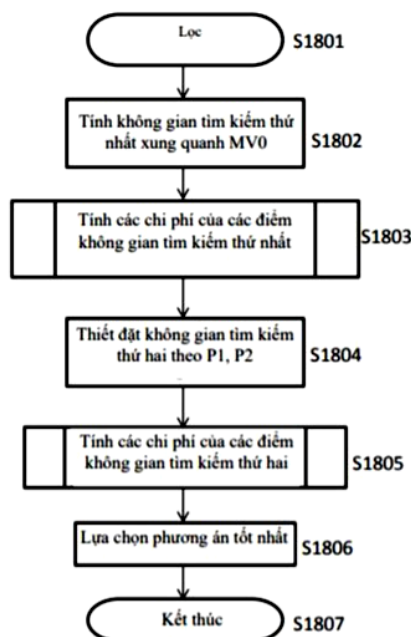 Lọc
S1801
Tính không gian tìm kiếm thứ
nhất xung quanh MV0
S1802
Tính các chi phí của các điểm
không gian tìm kiếm thứ nhất
S1803
Thiết đặt không gian tìm kiếm
thứ hai theo P1, P2
S1804
Tính các chi phí của các điểm
không gian tìm kiếm thứ hai
S1805
Lựa chọn phương án tốt nhất
S1806
Kết thúc
S1807